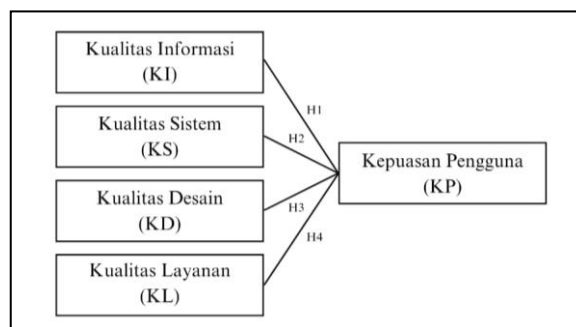 Kualitas Informasi
(KI)
H1
Kualitas Sistem
(KS)
H2
Kepuasan Pengguna
(KP)
Kualitas Desain
(KD)
H3
H4
Kualitas Layanan
(KL)